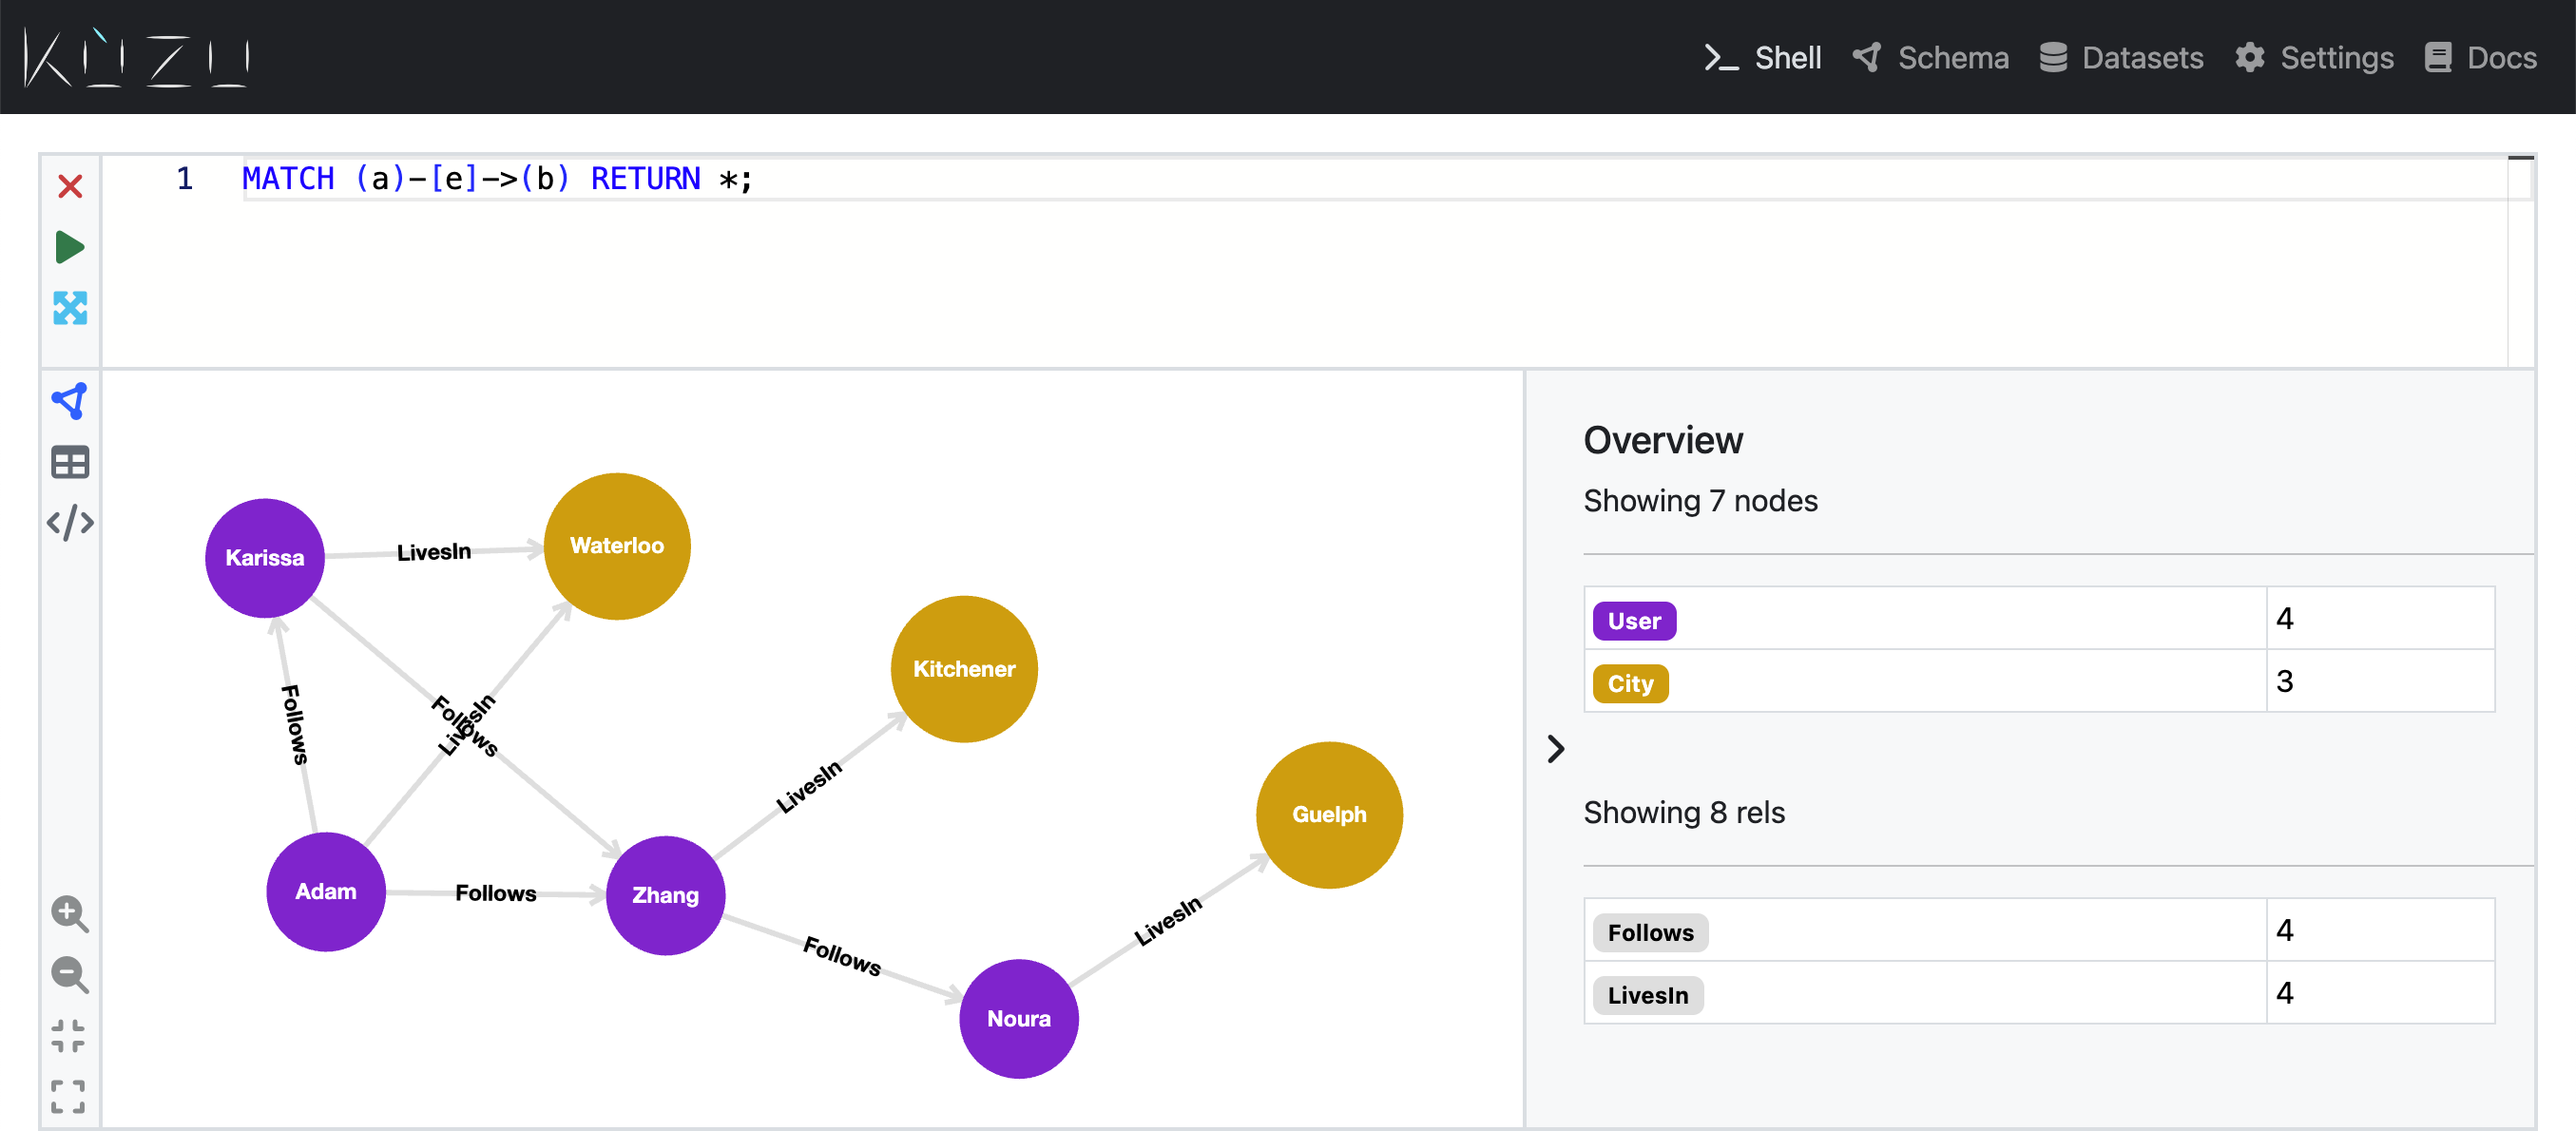 KÙZU
Shell Schema Datasets Settings Docs
1 MATCH (a)-[e]->(b) RETURN *;
Overview
Showing 7 nodes
User 4
City 3
Showing 8 rels
Follows 4
LivesIn 4
Karissa
LivesIn
Waterloo
Kitchener
Follows
Follows
LivesIn
LivesIn
Guelph
Adam
Follows
Zhang
Follows
LivesIn
Noura